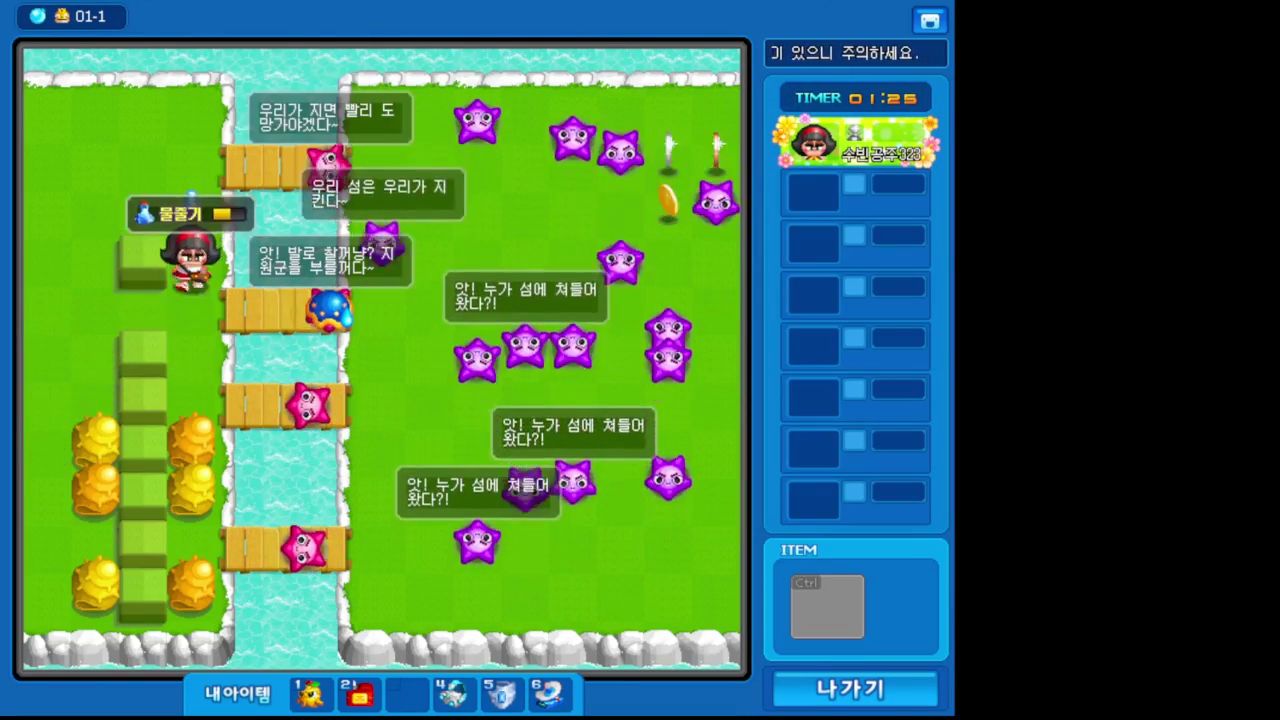 01-1
기 있으니 주의하세요.
TIMER 01:25
수빈공주023
우리가 지면 빨리 도
망가야겠다~
우리 섬은 우리가 지
킨다~
물줄기
앗! 발로 찰꺼냥? 지
원군을 부를꺼다~
앗! 누가 섬에 쳐들어
왔다?!
앗! 누가 섬에 쳐들어
왔다?!
앗! 누가 섬에 쳐들어
왔다?!
ITEM
Ctrl
내아이템
1
2
4
5
6
나가기